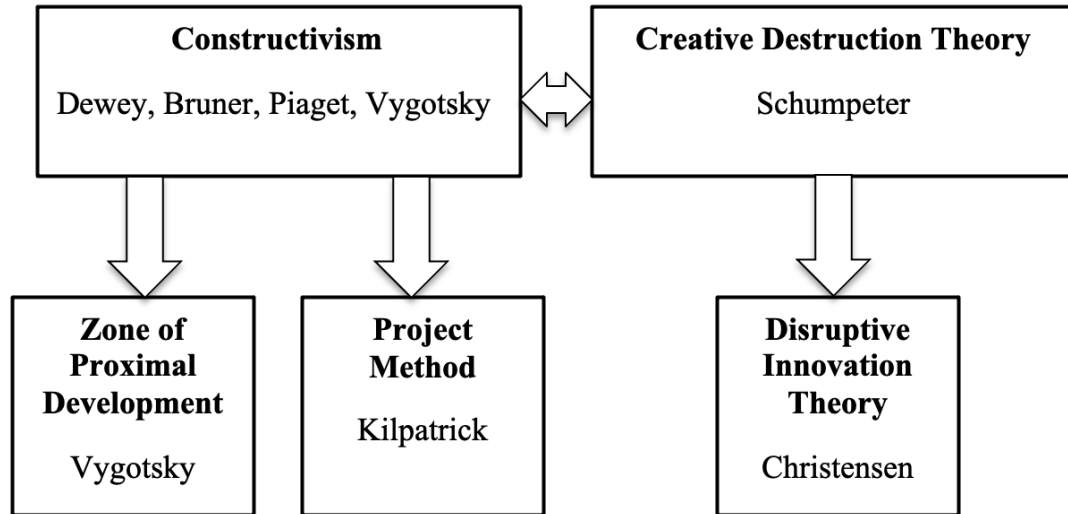 Constructivism
Dewey, Bruner, Piaget, Vygotsky
Creative Destruction Theory
Schumpeter
Zone of
Proximal
Development
Vygotsky
Project
Method
Kilpatrick
Disruptive
Innovation
Theory
Christensen